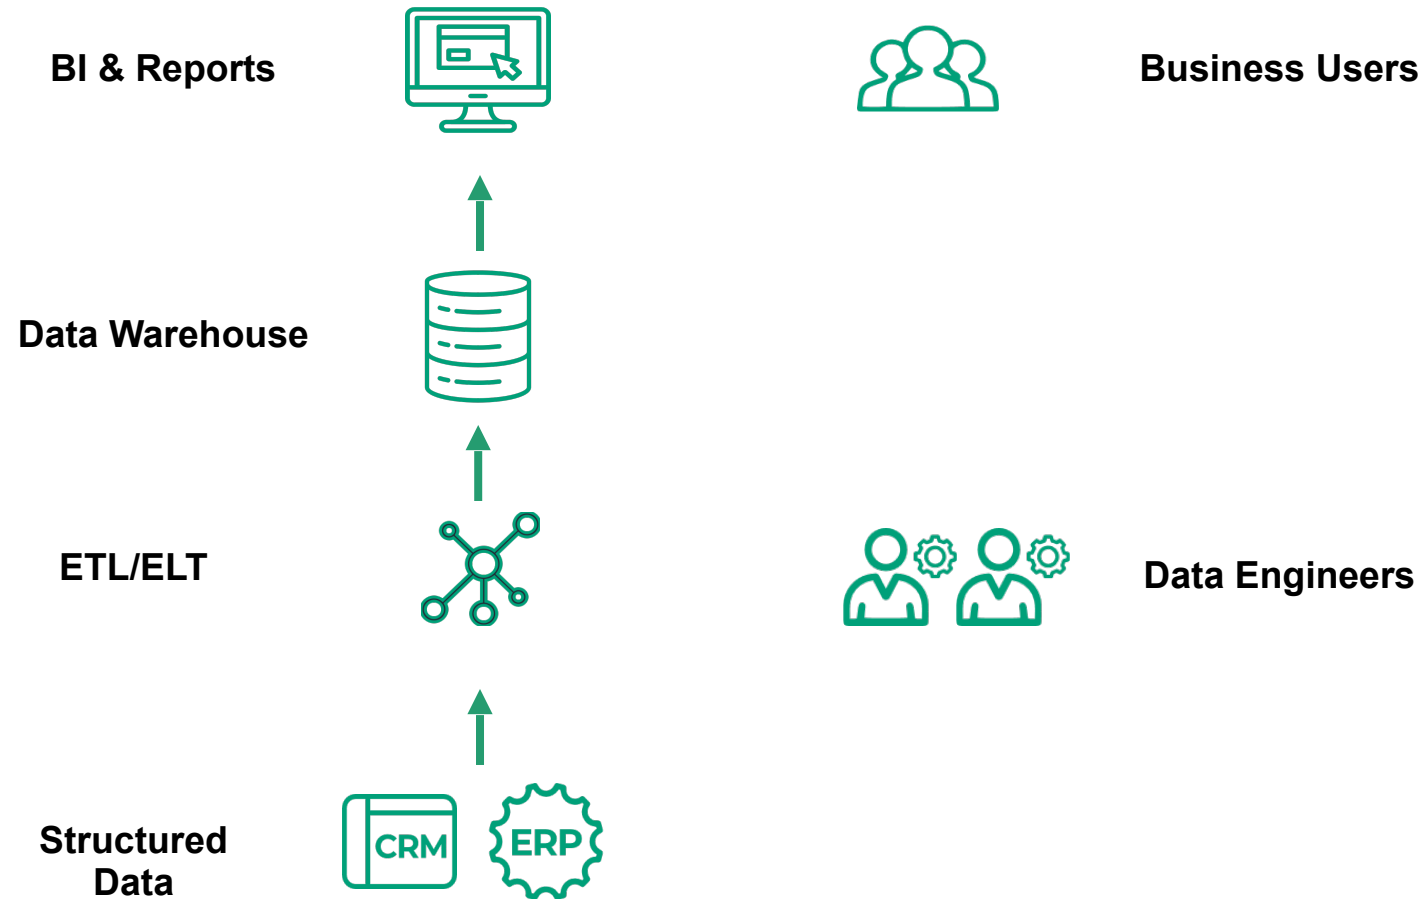 BI & Reports
Business Users
Data Warehouse
ETL/ELT
Data Engineers
Structured
Data
CRM
ERP